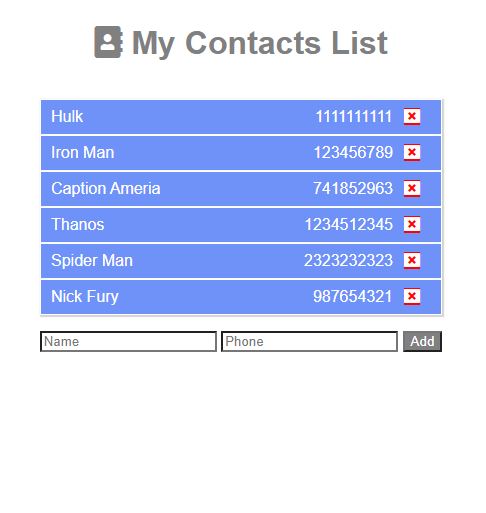 My Contacts List
Hulk 1111111111
Iron Man 123456789
Caption Ameria 741852963
Thanos 1234512345
Spider Man 2323232323
Nick Fury 987654321
Name Phone Add